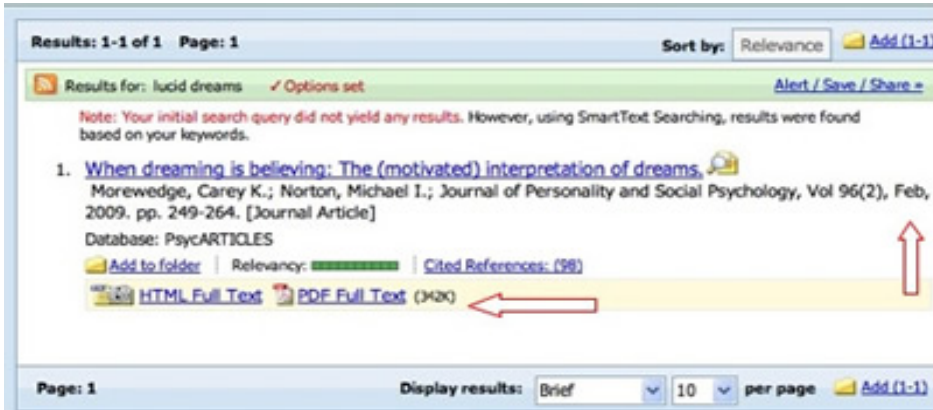 Results: 1-1 of 1 Page: 1 Sort by: Relevance Add (1-1)
Results for: lucid dreams ✓ Options set Alert / Save / Share »
Note: Your initial search query did not yield any results. However, using SmartText Searching, results were found
based on your keywords.
1. When dreaming is believing: The (motivated) interpretation of dreams.
Morewedge, Carey K.; Norton, Michael I.; Journal of Personality and Social Psychology, Vol 96(2), Feb,
2009. pp. 249-264. [Journal Article]
Database: PsycARTICLES
Add to folder | Relevancy: | Cited References: (98)
HTML Full Text PDF Full Text (342K)
Page: 1 Display results: Brief 10 per page Add (1-1)